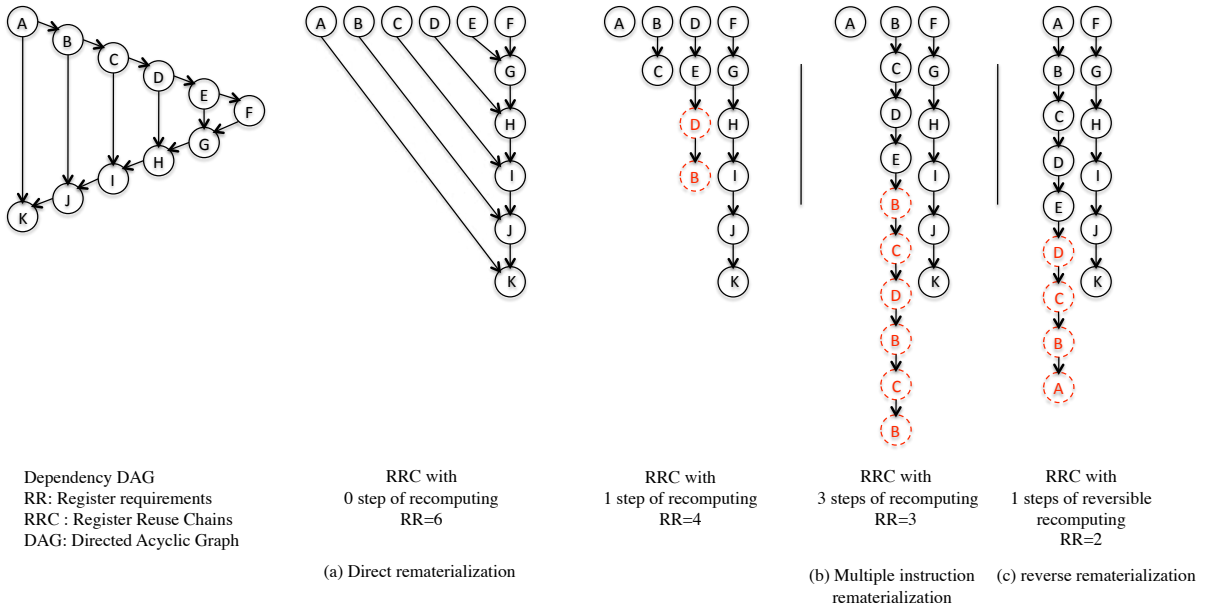 A
B
C
D
E
F
G
H
I
J
K
A B C D E F
G
H
I
J
K
A B D F
C E G
D H
B I
J
K
A B F
C G
D H
E I
B J
C K
D
B
C
B
A F
B G
C H
D I
E J
D K
C
B
A
Dependency DAG
RR: Register requirements
RRC : Register Reuse Chains
DAG: Directed Acyclic Graph
RRC with
0 step of recomputing
RR=6
(a) Direct rematerialization
RRC with
1 step of recomputing
RR=4
RRC with
3 steps of recomputing
RR=3
(b) Multiple instruction
rematerialization
RRC with
1 steps of reversible
recomputing
RR=2
(c) reverse rematerialization